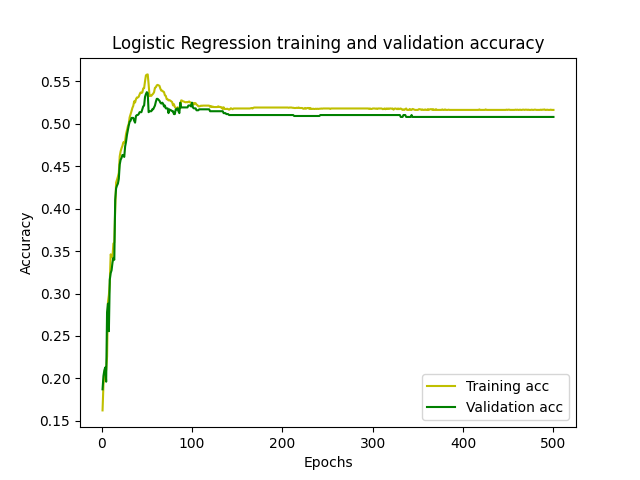 Logistic Regression training and validation accuracy
0.55
0.50
0.45
0.40
0.35
0.30
0.25
0.20
0.15
Accuracy
Training acc
Validation acc
0 100 200 300 400 500
Epochs